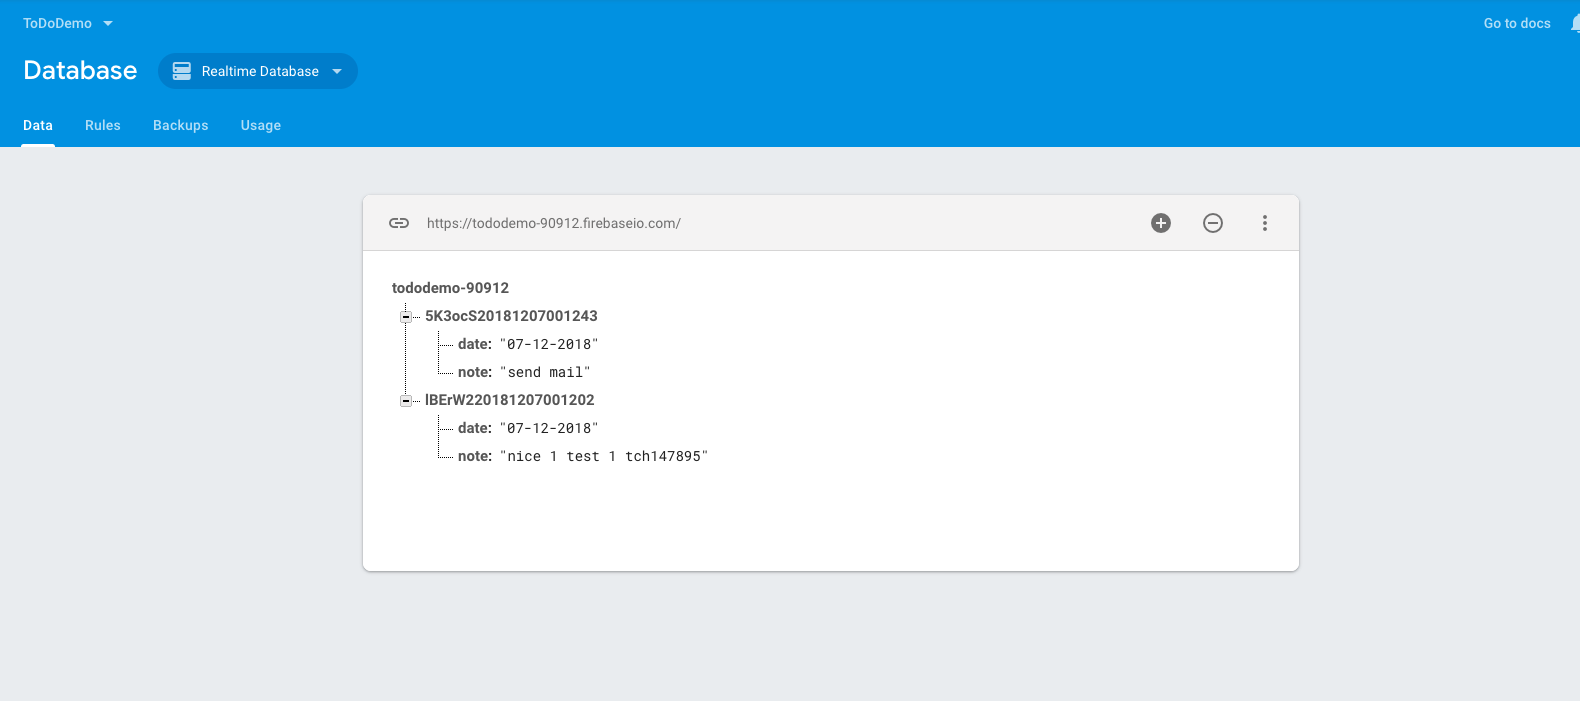 ToDoDemo
Go to docs
Database
Realtime Database
Data Rules Backups Usage
https://tododemo-90912.firebaseio.com/
tododemo-90912
5K3ocS20181207001243
date: "07-12-2018"
note: "send mail"
lBErW220181207001202
date: "07-12-2018"
note: "nice 1 test 1 tch147895"